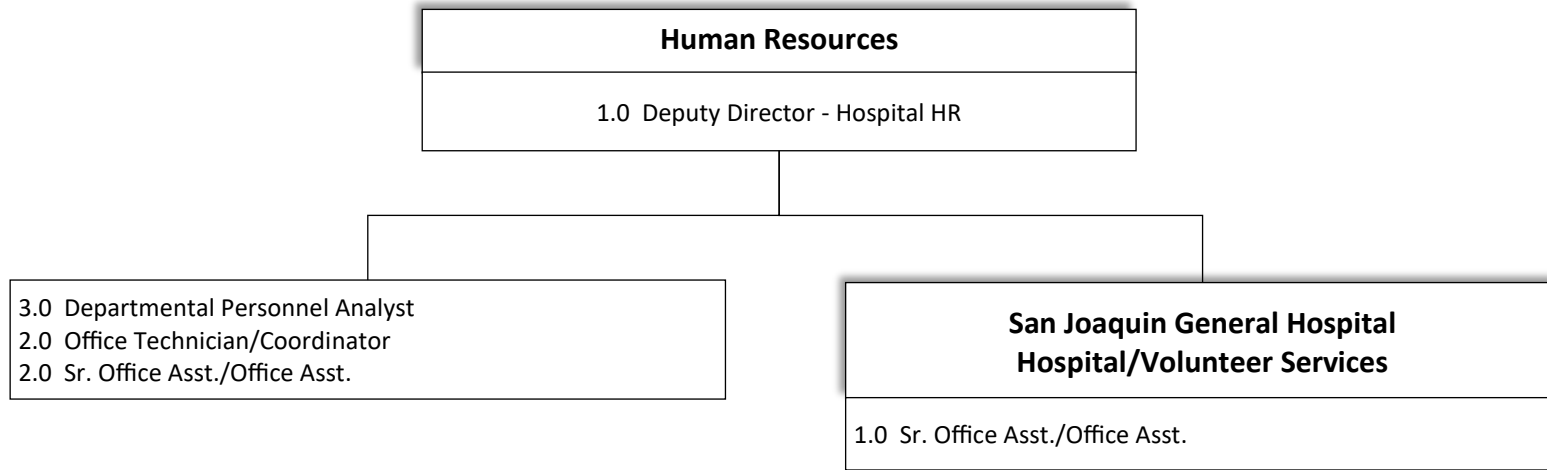 Human Resources
1.0 Deputy Director - Hospital HR
3.0 Departmental Personnel Analyst
2.0 Office Technician/Coordinator
2.0 Sr. Office Asst./Office Asst.
San Joaquin General Hospital
Hospital/Volunteer Services
1.0 Sr. Office Asst./Office Asst.